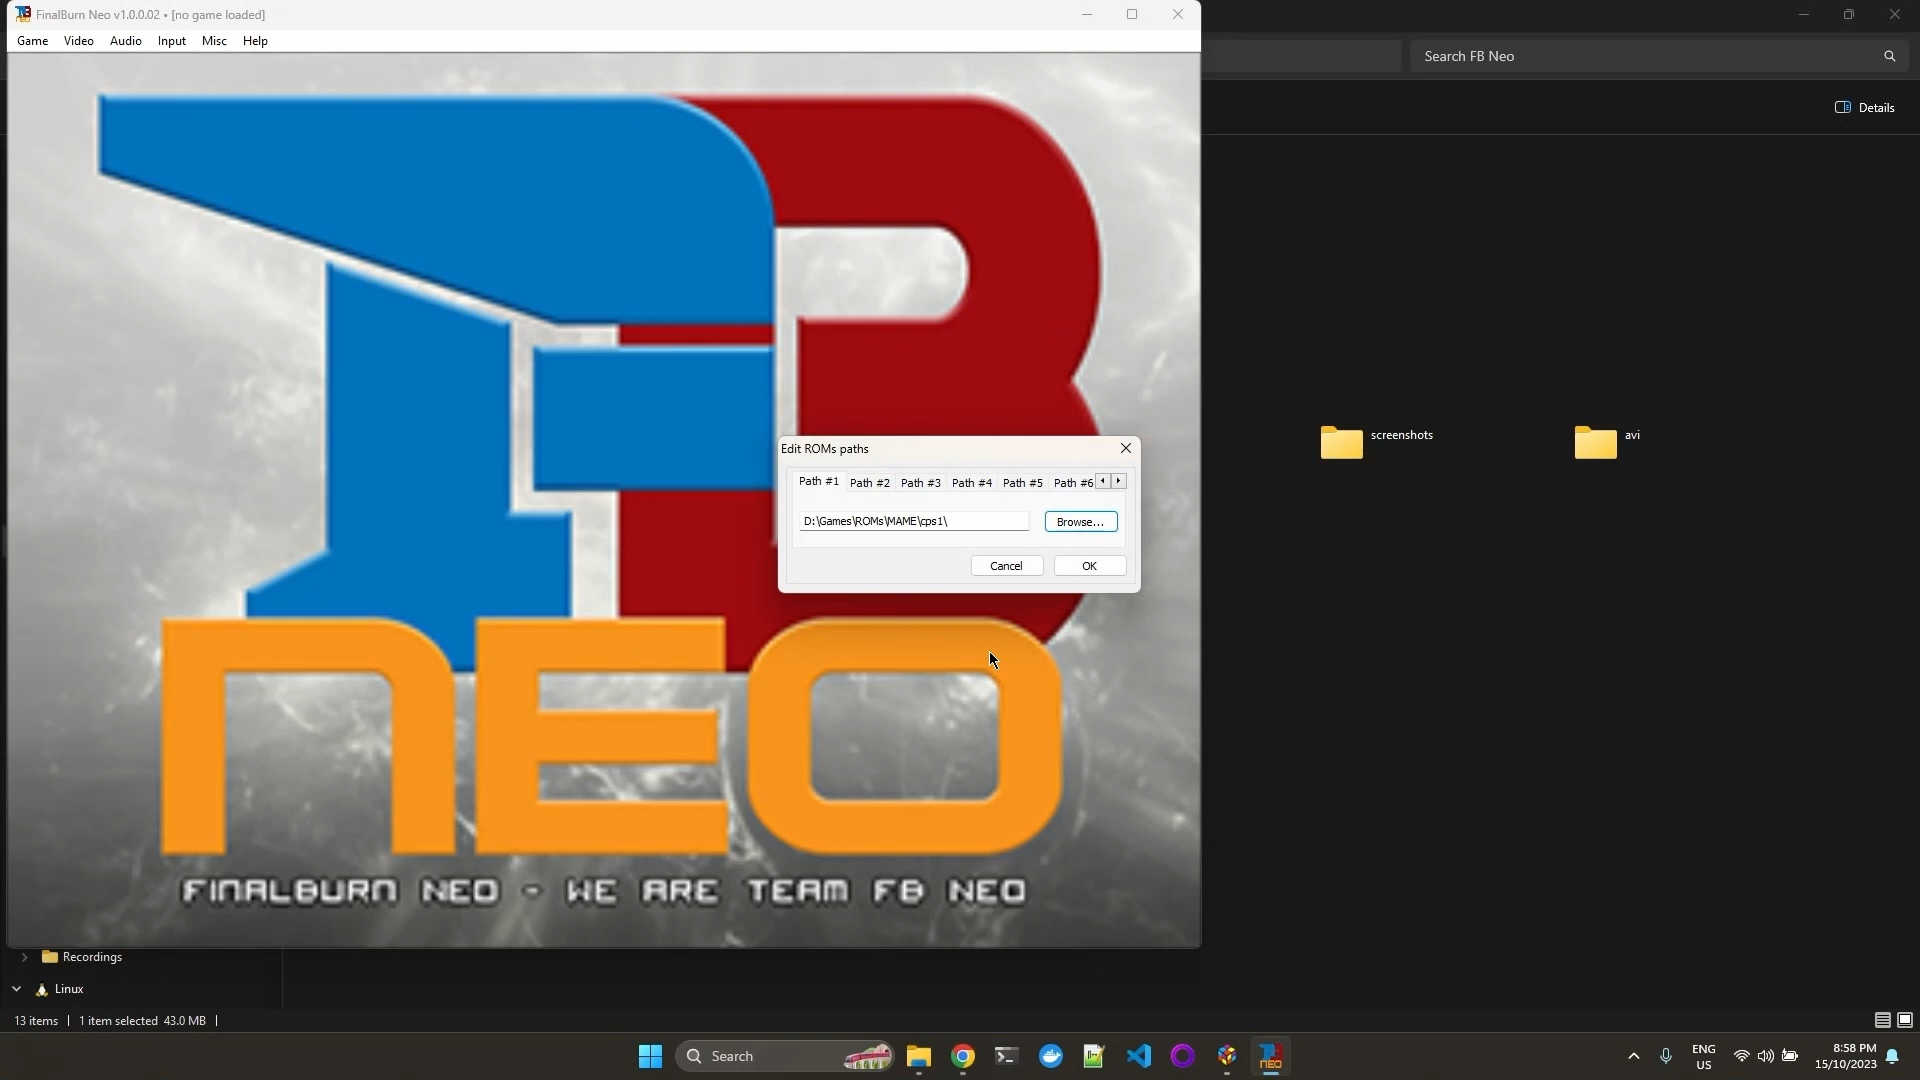 FinalBurn Neo v1.0.0.02 • [no game loaded]
Game Video Audio Input Misc Help
Search FB Neo
Details
screenshots
avi
Edit ROMs paths
Path #1 Path #2 Path #3 Path #4 Path #5 Path #6
D:\Games\ROMs\MAME\cps1\
Browse...
Cancel OK
FB
NEO
FINALBURN NEO - WE ARE TEAM FB NEO
Recordings
Linux
13 items | 1 item selected 43.0 MB |
Search
NEO
ENG
US
8:58 PM
15/10/2023